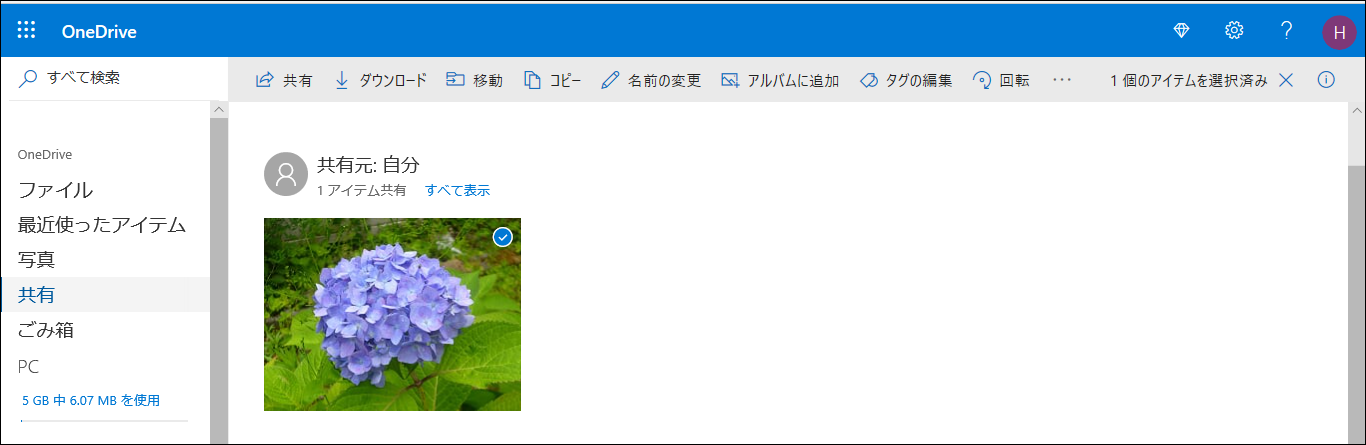 OneDrive
?
H
すべて検索
共有
ダウンロード
移動
コピー
名前の変更
アルバムに追加
タグの編集
回転
···
1 個のアイテムを選択済み
OneDrive
ファイル
最近使ったアイテム
写真
共有
ごみ箱
PC
5 GB 中 6.07 MB を使用
共有元: 自分
1 アイテム共有 すべて表示